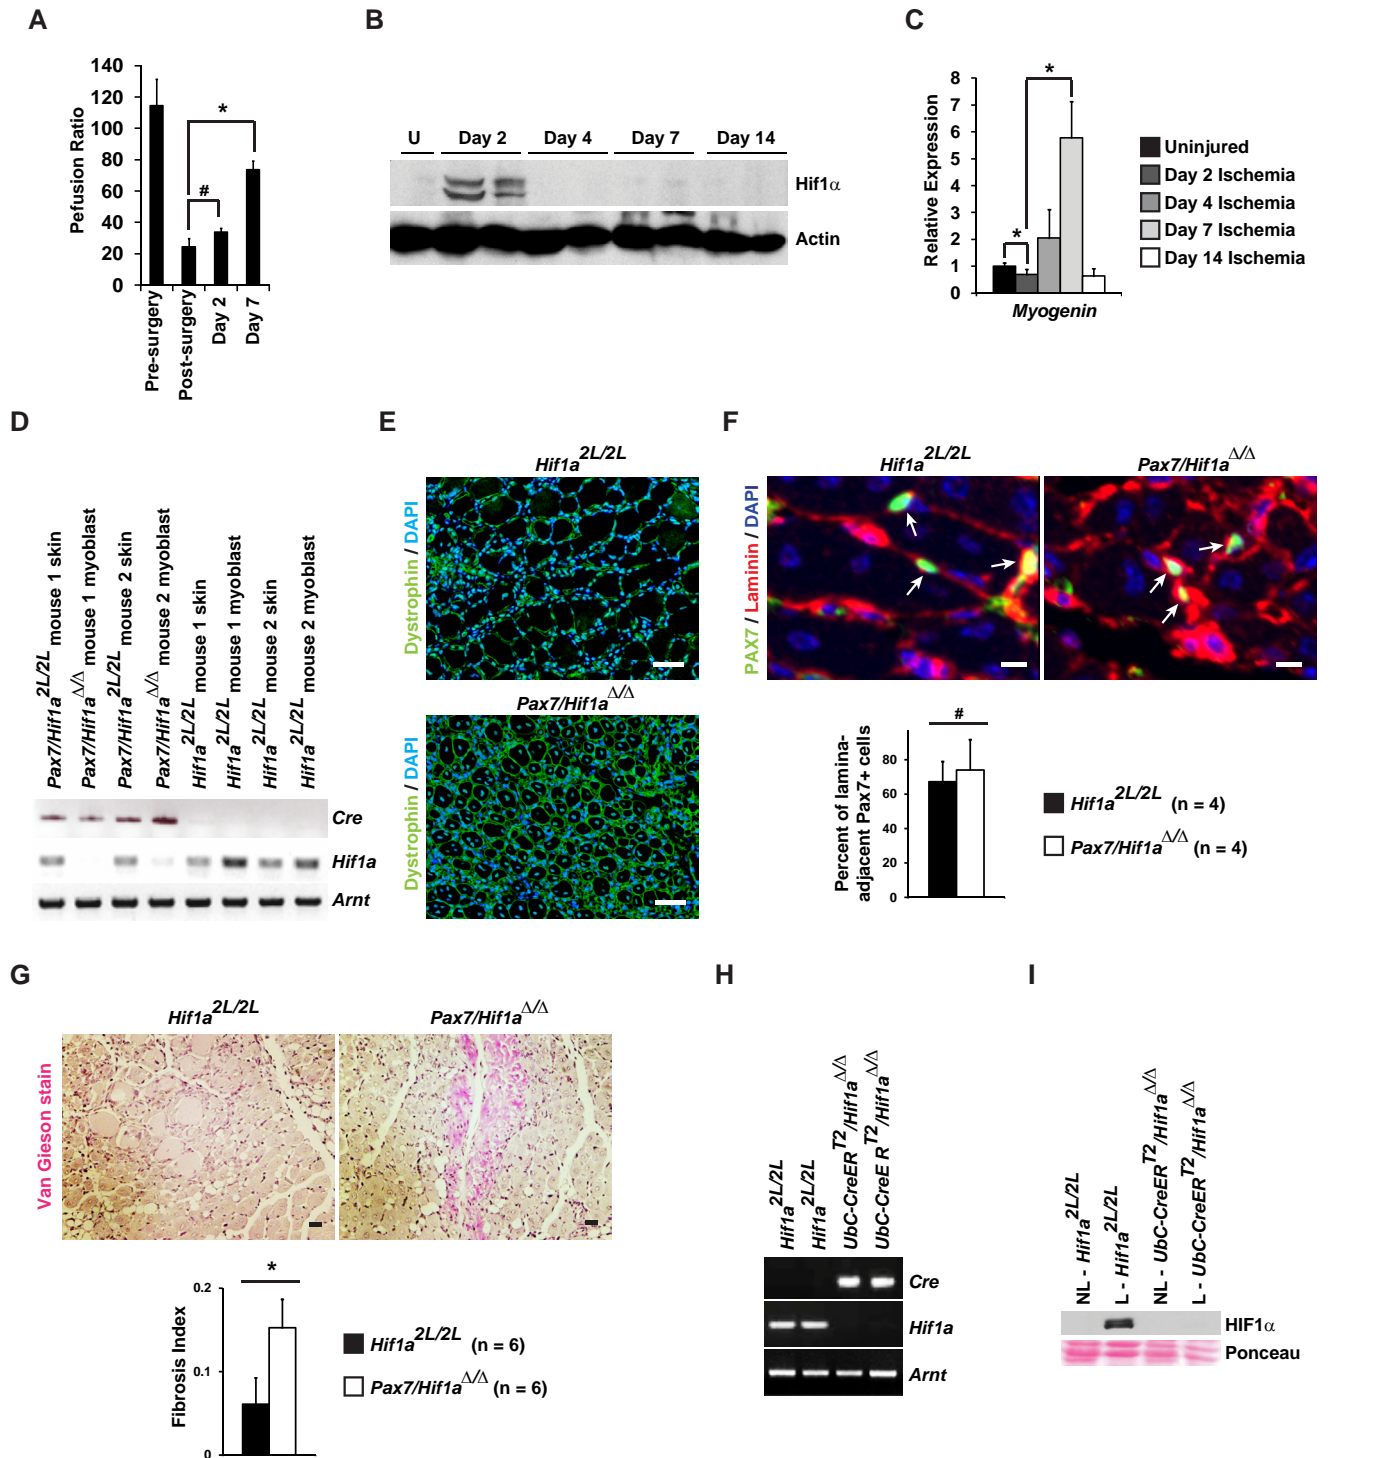 A
Pefusion Ratio
140
120
100
80
60
40
20
0
*
#
Pre-surgery
Post-surgery
Day 2
Day 7
B
U Day 2 Day 4 Day 7 Day 14
Hif1α
Actin
C
Relative Expression
8
7
6
5
4
3
2
1
0
*
*
Myogenin
Uninjured
Day 2 Ischemia
Day 4 Ischemia
Day 7 Ischemia
Day 14 Ischemia
D
Pax7/Hif1a2L/2L mouse 1 skin
Pax7/Hif1aΔ/Δ mouse 1 myoblast
Pax7/Hif1a2L/2L mouse 2 skin
Pax7/Hif1aΔ/Δ mouse 2 myoblast
Hif1a2L/2L mouse 1 skin
Hif1a2L/2L mouse 1 myoblast
Hif1a2L/2L mouse 2 skin
Hif1a2L/2L mouse 2 myoblast
Cre
Hif1a
Arnt
E
Hif1a2L/2L
Dystrophin / DAPI
Pax7/Hif1aΔ/Δ
Dystrophin / DAPI
F
Hif1a2L/2L
Pax7/Hif1aΔ/Δ
PAX7 / Laminin / DAPI
Percent of lamina-
adjacent Pax7+ cells
80
60
40
20
0
#
Hif1a2L/2L (n = 4)
Pax7/Hif1aΔ/Δ (n = 4)
G
Hif1a2L/2L
Pax7/Hif1aΔ/Δ
Van Gieson stain
Fibrosis Index
0.2
0.1
0
*
Hif1a2L/2L (n = 6)
Pax7/Hif1aΔ/Δ (n = 6)
H
Hif1a2L/2L
Hif1a2L/2L
UbC-CreERT2/Hif1aΔ/Δ
UbC-CrE RT2/Hif1aΔ/Δ
Cre
Hif1a
Arnt
I
NL - Hif1a2L/2L
L - Hif1a2L/2L
NL - UbC-CreERT2/Hif1aΔ/Δ
L - UbC-CreERT2/Hif1aΔ/Δ
HIF1α
Ponceau